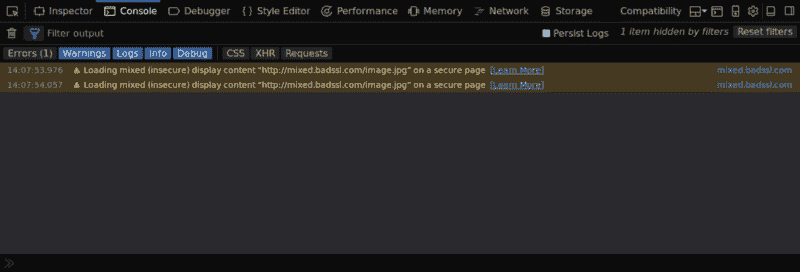 Inspector Console Debugger Style Editor Performance Memory Network Storage Compatibility
Filter output Persist Logs 1 item hidden by filters Reset filters
Errors (1) Warnings Logs Info Debug CSS XHR Requests
14:07:53.976 Loading mixed (insecure) display content “http://mixed.badssl.com/image.jpg” on a secure page [Learn More] mixed.badssl.com
14:07:54.057 Loading mixed (insecure) display content “http://mixed.badssl.com/image.jpg” on a secure page [Learn More] mixed.badssl.com